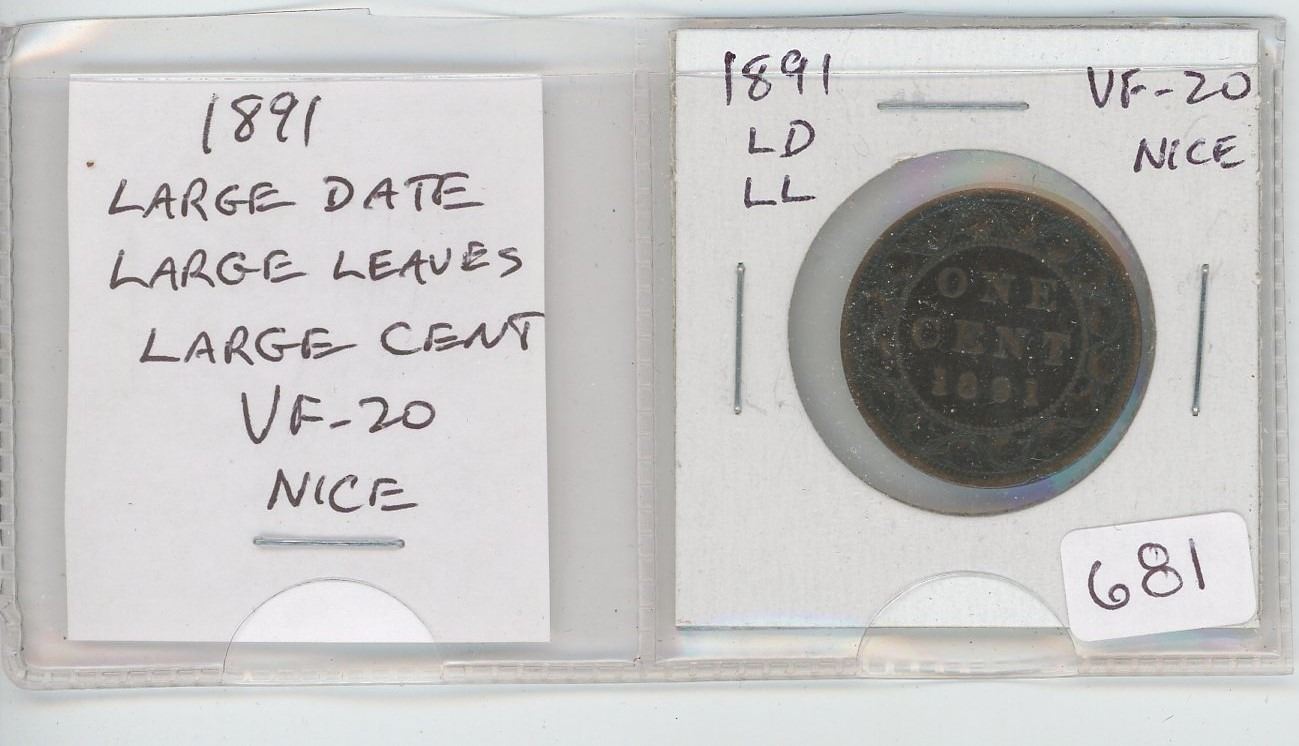 1891
LARGE DATE
LARGE LEAVES
LARGE CENT
VF-20
NICE
1891
LD
LL
VF-20
NICE
ONE
CENT
1891
681